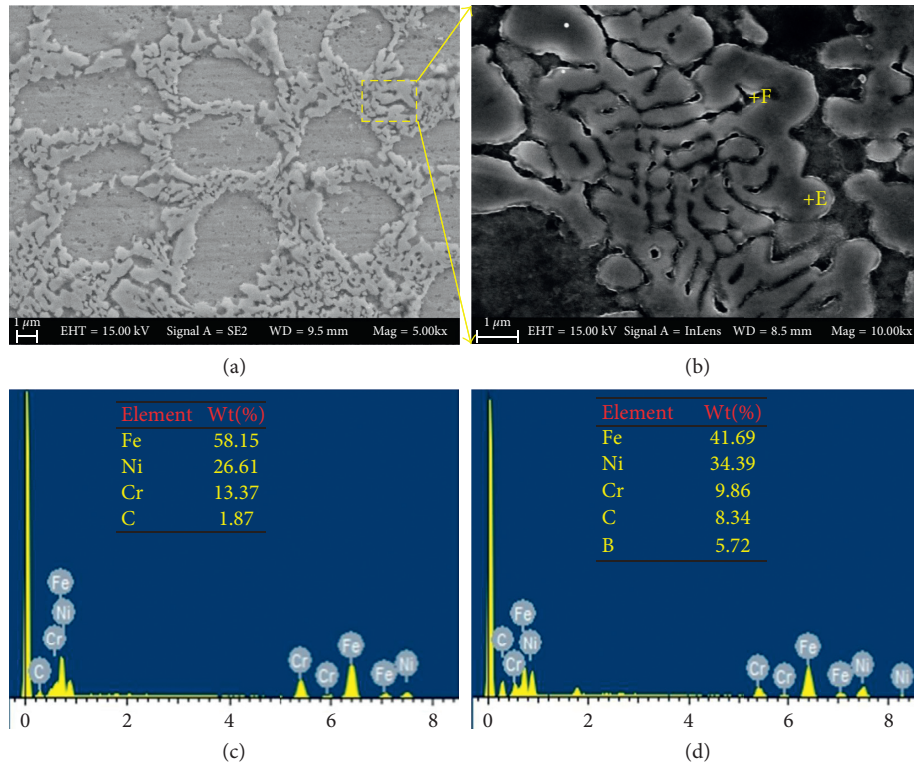 +F
+E
1 µm EHT = 15.00 kV Signal A = SE2 WD = 9.5 mm Mag = 5.00kx
1 µm EHT = 15.00 kV Signal A = InLens WD = 8.5 mm Mag = 10.00kx
(a)
(b)
Element Wt(%)
Fe 58.15
Ni 26.61
Cr 13.37
C 1.87
Fe
Ni
Cr
C
Cr
Cr
Fe
Fe
Ni
0 2 4 6 8
(c)
Element Wt(%)
Fe 41.69
Ni 34.39
Cr 9.86
C 8.34
B 5.72
Fe
C
Ni
Cr
Cr
Cr
Fe
Fe
Ni
Ni
0 2 4 6 8
(d)